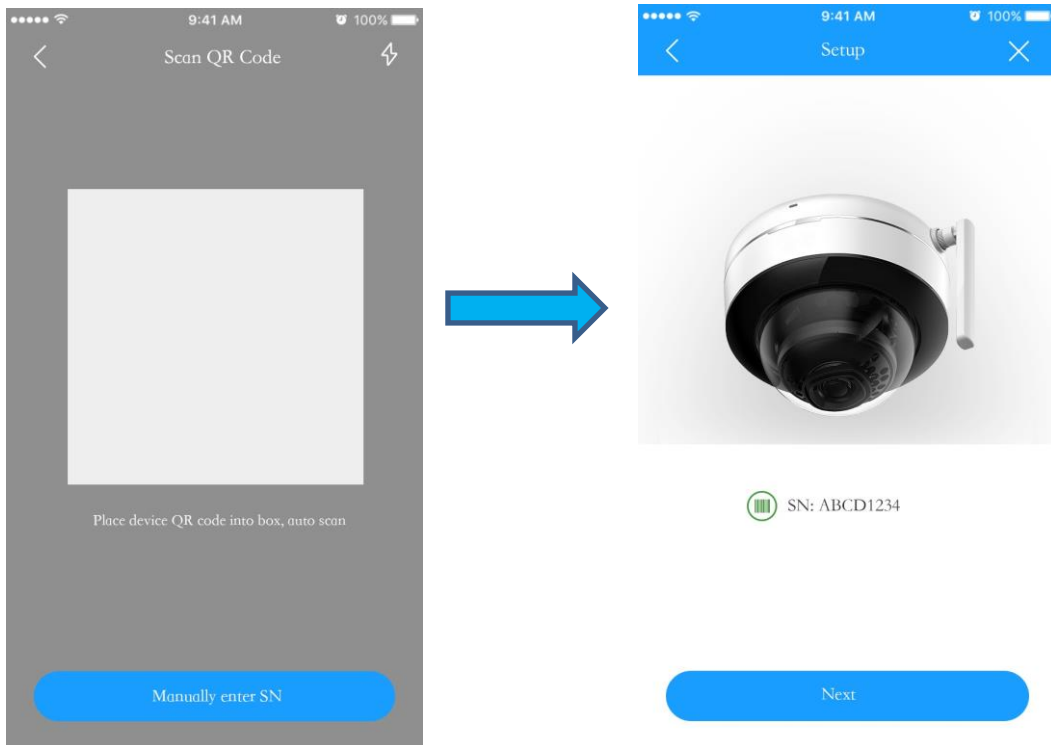 9:41 AM
100%
Scan QR Code
Place device QR code into box, auto scan
Manually enter SN
9:41 AM
100%
Setup
SN: ABCD1234
Next